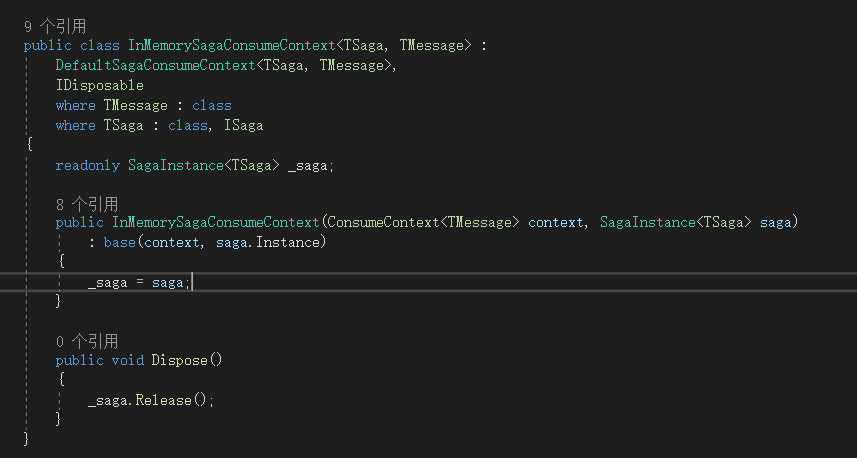 9 个引用
public class InMemorySagaConsumeContext<TSaga, TMessage> :
DefaultSagaConsumeContext<TSaga, TMessage>,
IDisposable
where TMessage : class
where TSaga : class, ISaga
{
readonly SagaInstance<TSaga> _saga;
8 个引用
public InMemorySagaConsumeContext(ConsumeContext<TMessage> context, SagaInstance<TSaga> saga)
: base(context, saga.Instance)
{
_saga = saga;
}
0 个引用
public void Dispose()
{
_saga.Release();
}
}